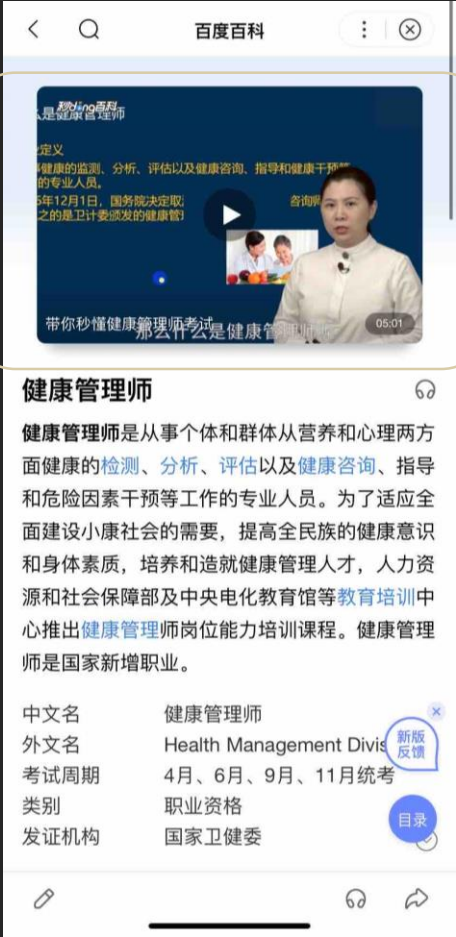 百度百科
秒dǒng百科
么是健康管理师
业定义
健康的监测、分析、评估以及健康咨询、指导和健康干预等
的专业人员。
5年12月1日，国务院决定取
咨询师
之的是卫计委颁发的健康管
带你秒懂健康管理师考试
那么什么是健康管理师
05:01
健康管理师
健康管理师是从事个体和群体从营养和心理两方
面健康的检测、分析、评估以及健康咨询、指导
和危险因素干预等工作的专业人员。为了适应全
面建设小康社会的需要，提高全民族的健康意识
和身体素质，培养和造就健康管理人才，人力资
源和社会保障部及中央电化教育馆等教育培训中
心推出健康管理师岗位能力培训课程。健康管理
师是国家新增职业。
中文名 健康管理师
外文名 Health Management Divis
新版
反馈
考试周期 4月、6月、9月、11月统考
类别 职业资格
目录
发证机构 国家卫健委